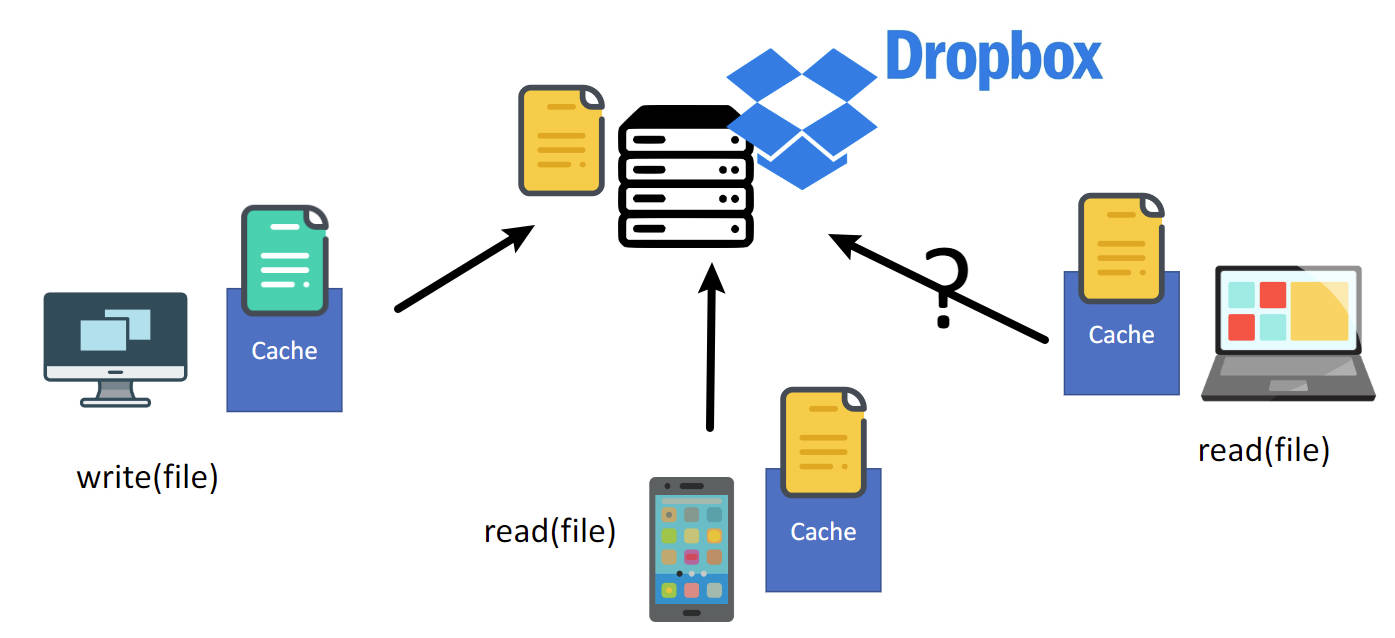 Dropbox
?
Cache
Cache
write(file)
read(file)
Cache
read(file)